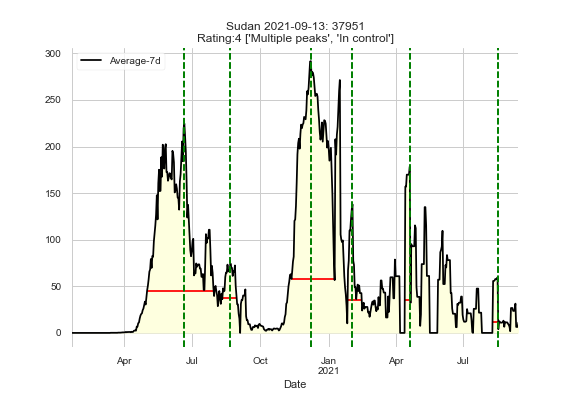 Sudan 2021-09-13: 37951
Rating:4 ['Multiple peaks', 'In control']
Average-7d
300
250
200
150
100
50
0
Apr
Jul
Oct
Jan
2021
Apr
Jul
Date